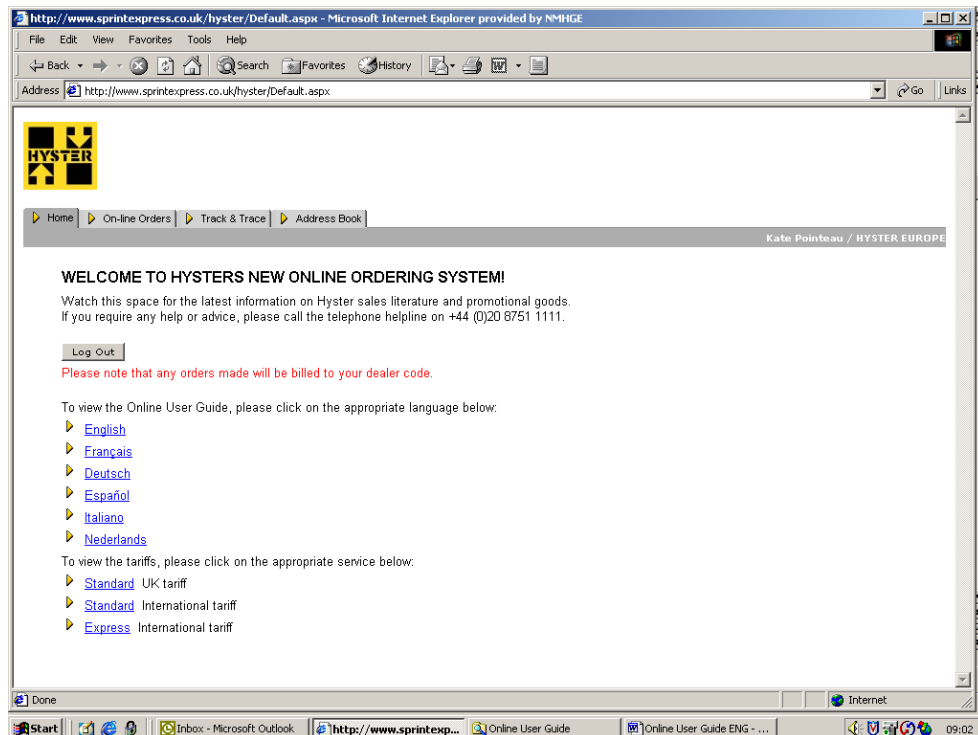 http://www.sprintexpress.co.uk/hyster/Default.aspx - Microsoft Internet Explorer provided by NMHGE
File Edit View Favorites Tools Help
Back Search Favorites History
Address http://www.sprintexpress.co.uk/hyster/Default.aspx Go Links
HYSTER
Home On-line Orders Track & Trace Address Book
Kate Pointeau / HYSTER EUROPE
WELCOME TO HYSTERS NEW ONLINE ORDERING SYSTEM!
Watch this space for the latest information on Hyster sales literature and promotional goods.
If you require any help or advice, please call the telephone helpline on +44 (0)20 8751 1111.
Log Out
Please note that any orders made will be billed to your dealer code.
To view the Online User Guide, please click on the appropriate language below:
English
Français
Deutsch
Español
Italiano
Nederlands
To view the tariffs, please click on the appropriate service below:
Standard UK tariff
Standard International tariff
Express International tariff
Done Internet
Start Inbox - Microsoft Outlook http://www.sprintexp... Online User Guide Online User Guide ENG - ... 09:02